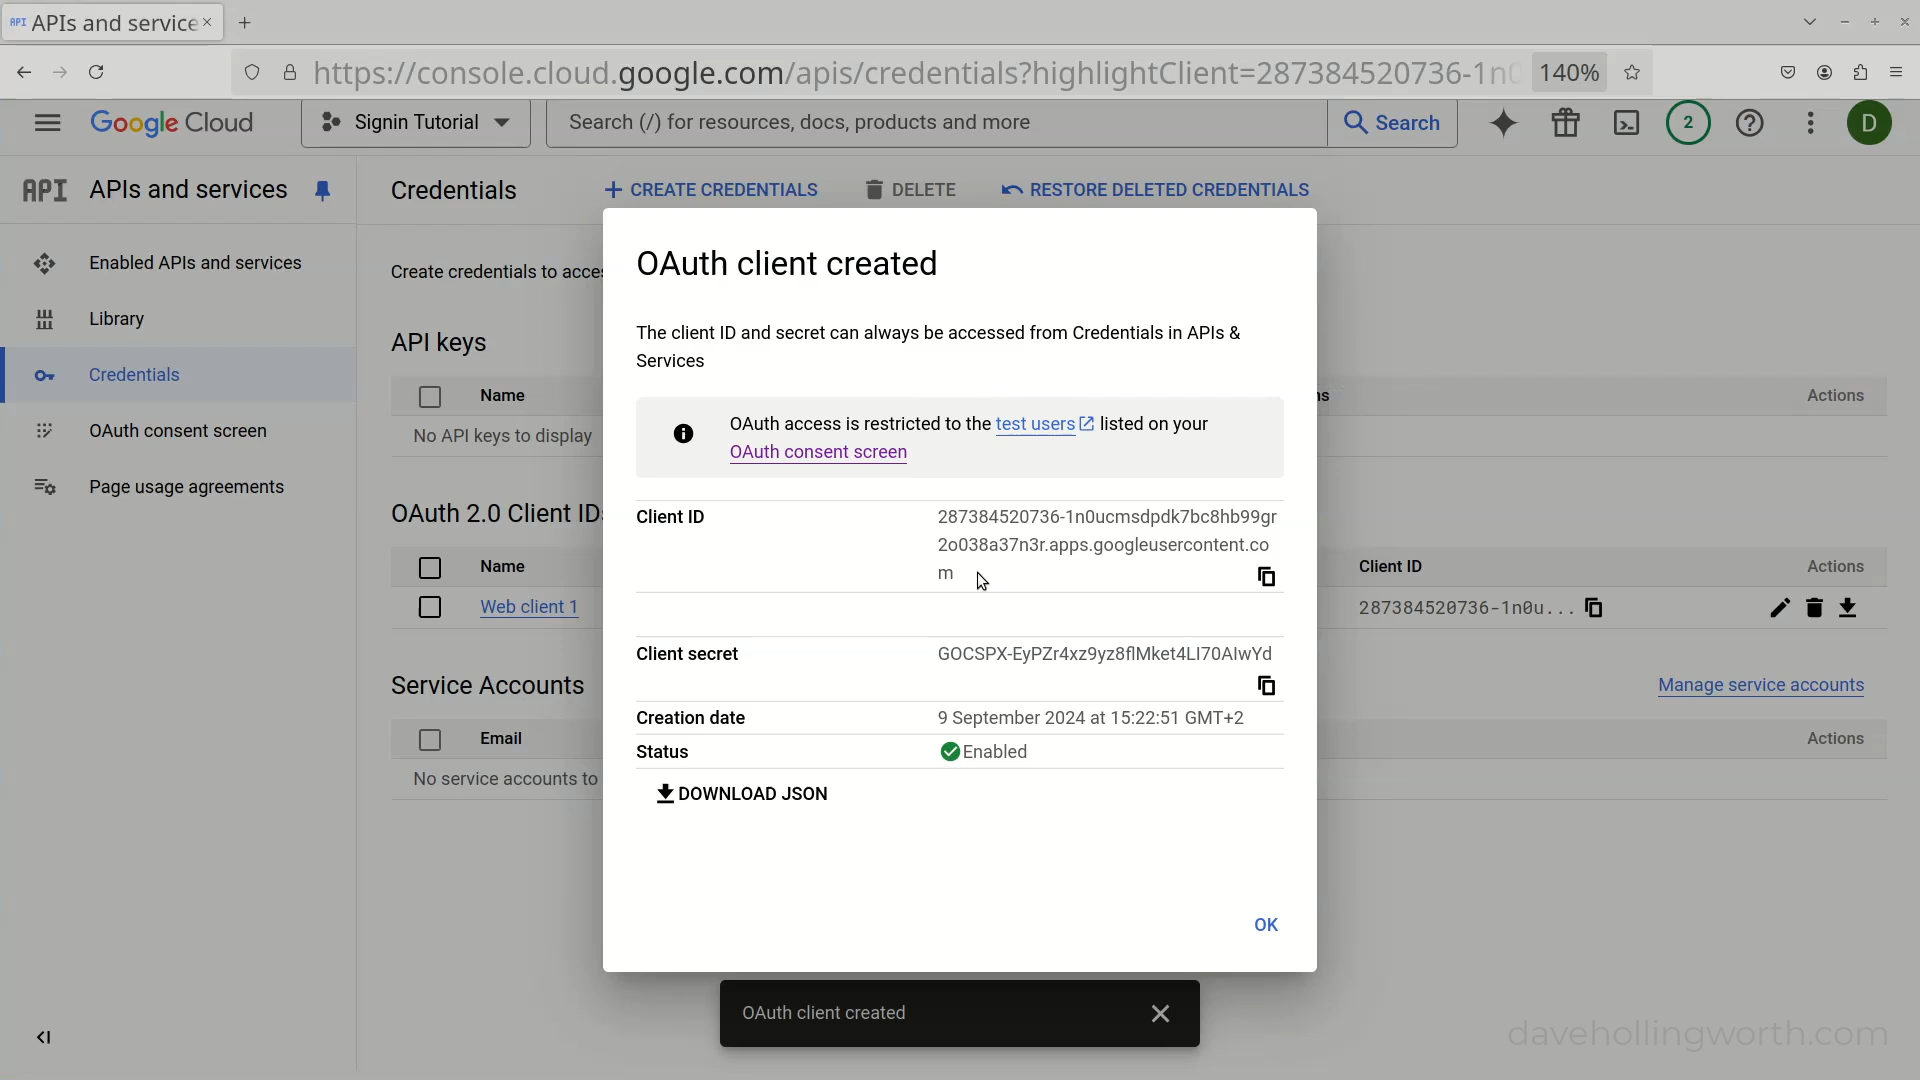 API APIs and service
https://console.cloud.google.com/apis/credentials?highlightClient=287384520736-1n0
140%
Google Cloud
Signin Tutorial
Search (/) for resources, docs, products and more
Search
2
D
API APIs and services
Credentials
CREATE CREDENTIALS
DELETE
RESTORE DELETED CREDENTIALS
Enabled APIs and services
Library
Credentials
OAuth consent screen
Page usage agreements
Create credentials to acce
API keys
Name
Actions
No API keys to display
OAuth 2.0 Client ID
Name
Client ID
Actions
Web client 1
287384520736-1n0u...
Service Accounts
Manage service accounts
Email
Actions
No service accounts to
OAuth client created
The client ID and secret can always be accessed from Credentials in APIs &
Services
OAuth access is restricted to the test users listed on your
OAuth consent screen
Client ID
287384520736-1n0ucmsdpdk7bc8hb99gr
2o038a37n3r.apps.googleusercontent.co
m
Client secret
Creation date
9 September 2024 at 15:22:51 GMT+2
Status
Enabled
DOWNLOAD JSON
OK
OAuth client created
davehollingworth.com